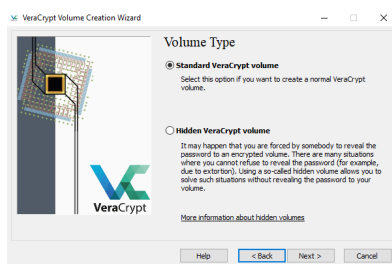 VeraCrypt Volume Creation Wizard
Volume Type
Standard VeraCrypt volume
Select this option if you want to create a normal VeraCrypt
volume.
Hidden VeraCrypt volume
It may happen that you are forced by somebody to reveal the
password to an encrypted volume. There are many situations
where you cannot refuse to reveal the password (for example,
due to extortion). Using a so-called hidden volume allows you to
solve such situations without revealing the password to your
volume.
More information about hidden volumes
VeraCrypt
Help
< Back
Next >
Cancel